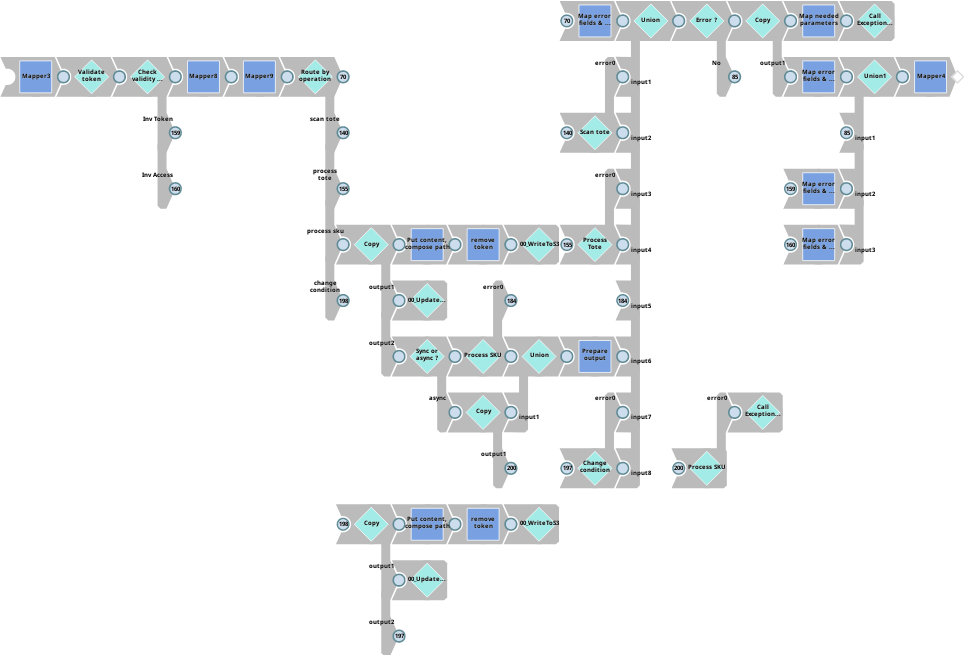 70
Map error
fields & ...
Union
Error ?
Copy
Map needed
parameters
Call
Exception...
error0
input1
No
85
output1
Map error
fields & ...
Union1
Mapper4
Mapper3
Validate
token
Check
validity ...
Mapper8
Mapper9
Route by
operation
70
Inv Token
159
scan tote
140
140
Scan tote
input2
85
input1
Inv Access
160
process
tote
155
error0
input3
159
Map error
fields & ...
input2
process sku
Copy
Put content,
compose path
remove
token
00_WriteToS3
155
Process
Tote
input4
160
Map error
fields & ...
input3
change
condition
198
output1
00_Update...
error0
184
184
input5
output2
Sync or
async ?
Process SKU
Union
Prepare
output
input6
async
Copy
input1
error0
input7
error0
Call
Exception...
output1
200
197
Change
condition
input8
200
Process SKU
198
Copy
Put content,
compose path
remove
token
00_WriteToS3
output1
00_Update...
output2
197